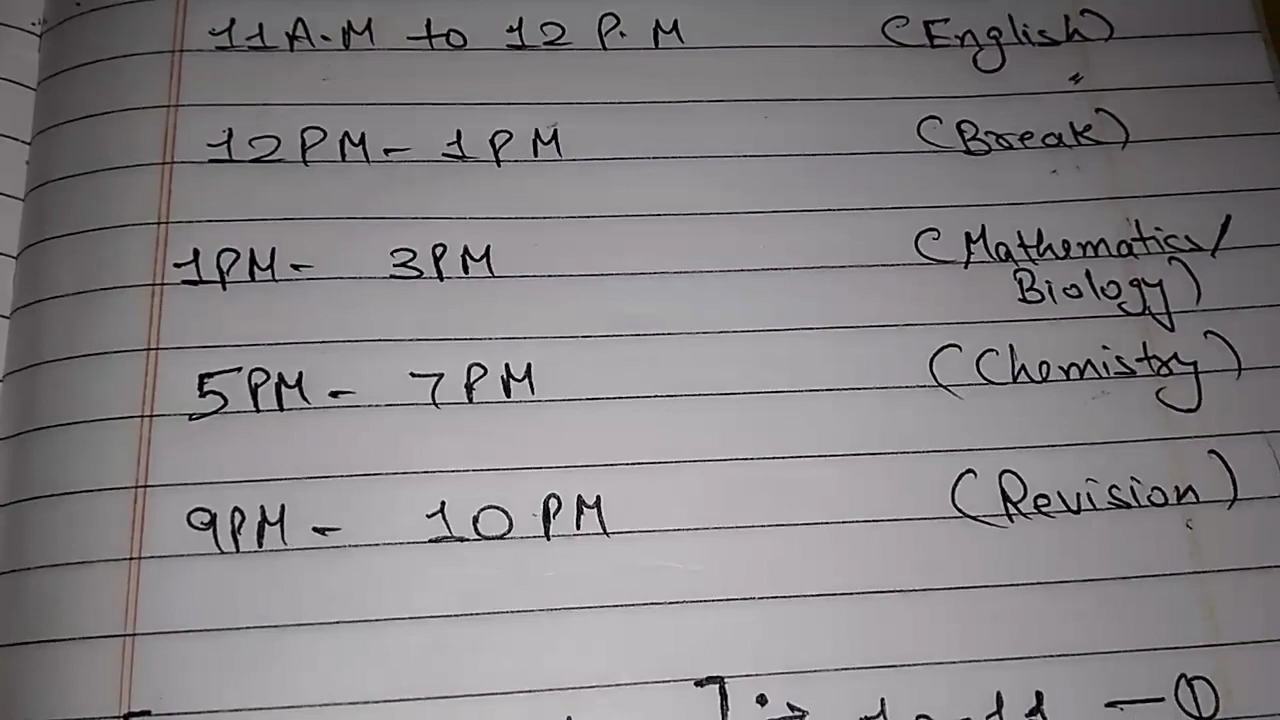 11A.M to 12 P.M (English)
12PM- 1PM (Break)
1PM- 3PM (Mathematics/
Biology)
5PM- 7PM (Chemistry)
9PM- 10PM (Revision)